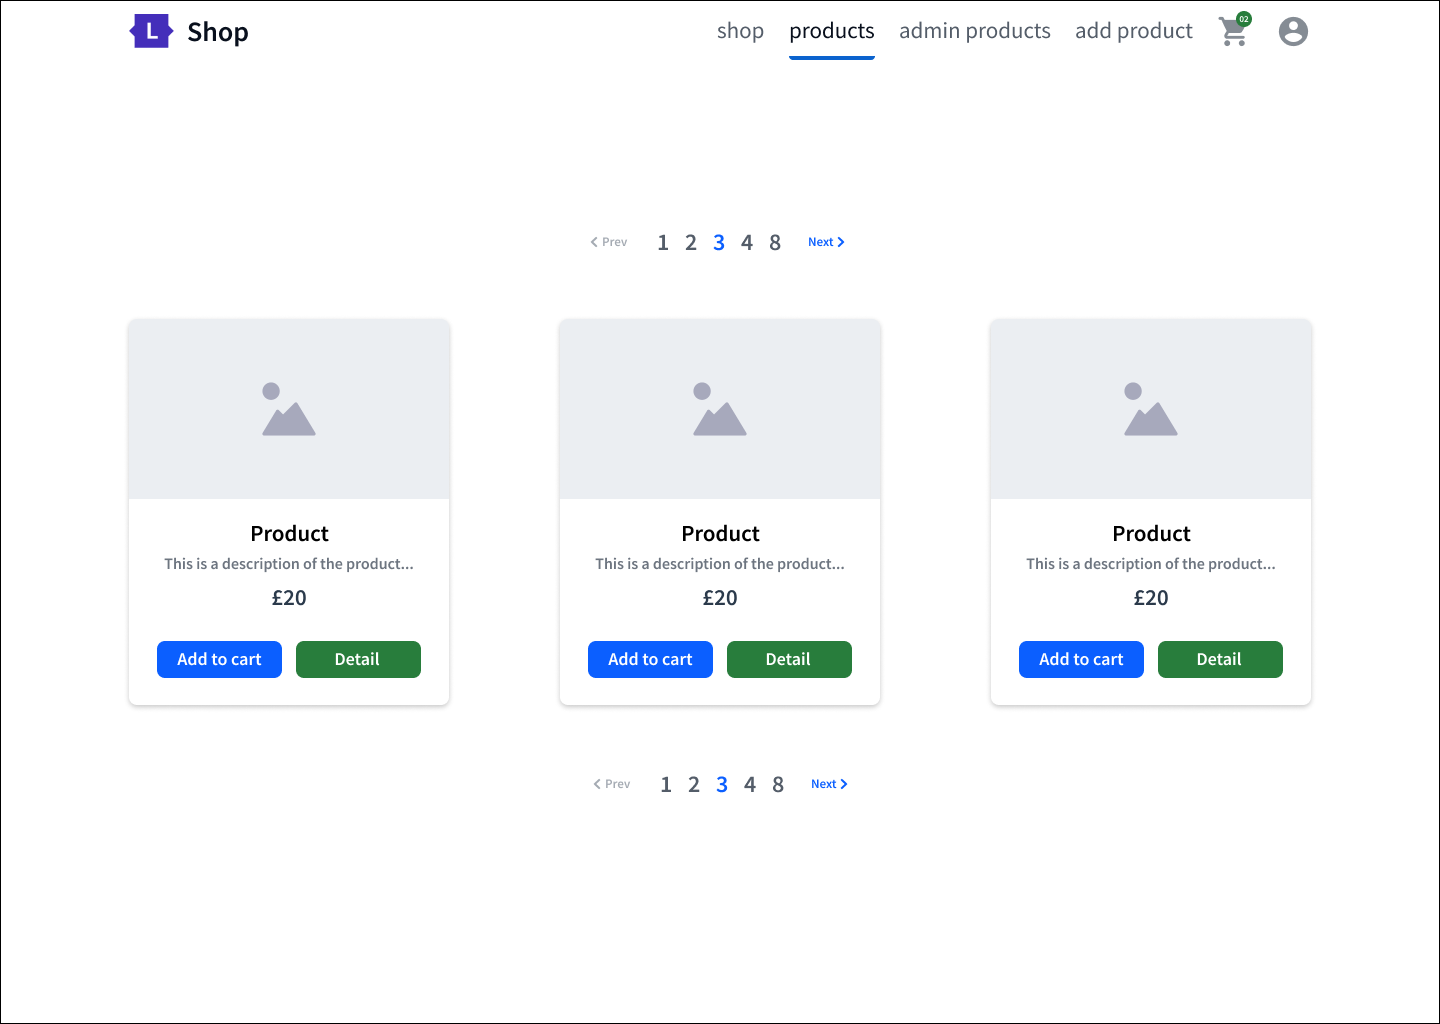 L Shop shop products admin products add product 02
Prev 1 2 3 4 8 Next
Product Product Product
This is a description of the product... This is a description of the product... This is a description of the product...
£20 £20 £20
Add to cart Detail Add to cart Detail Add to cart Detail
Prev 1 2 3 4 8 Next